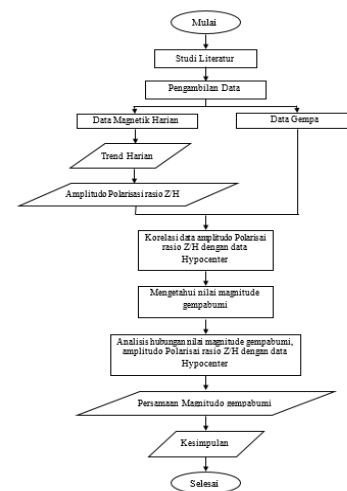 Mulai
Studi Literatur
Pengambilan Data
Data Magnetik Harian
Data Gempa
Trend Harian
Amplitudo Polarisasi rasio Z/H
Korelasi data amplitudo Polarisai
rasio Z/H dengan data
Hypocenter
Mengetahui nilai magnitude
gempabumi
Analisis hubungan nilai magnitude gempabumi,
amplitudo Polarisai rasio Z/H dengan data
Hypocenter
Persamaan Magnitudo gempabumi
Kesimpulan
Selesai